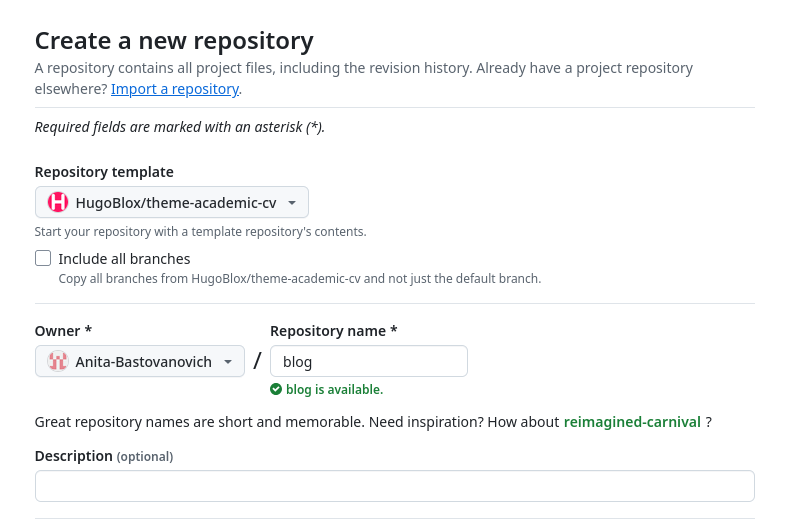 Create a new repository
A repository contains all project files, including the revision history. Already have a project repository
elsewhere? Import a repository.
Required fields are marked with an asterisk (*).
Repository template
HugoBlox/theme-academic-cv
Start your repository with a template repository's contents.
Include all branches
Copy all branches from HugoBlox/theme-academic-cv and not just the default branch.
Owner * Repository name *
Anita-Bastovanovich / blog
blog is available.
Great repository names are short and memorable. Need inspiration? How about reimagined-carnival ?
Description (optional)